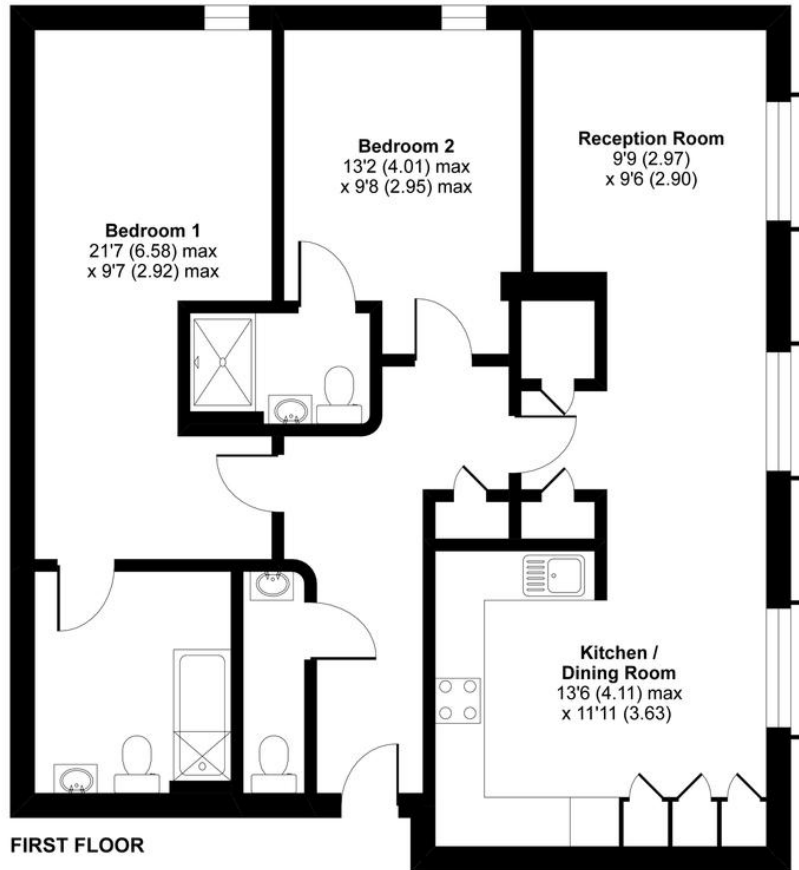 Bedroom 2
13'2 (4.01) max
x 9'8 (2.95) max
Reception Room
9'9 (2.97)
x 9'6 (2.90)
Bedroom 1
21'7 (6.58) max
x 9'7 (2.92) max
Kitchen /
Dining Room
13'6 (4.11) max
x 11'11 (3.63)
FIRST FLOOR